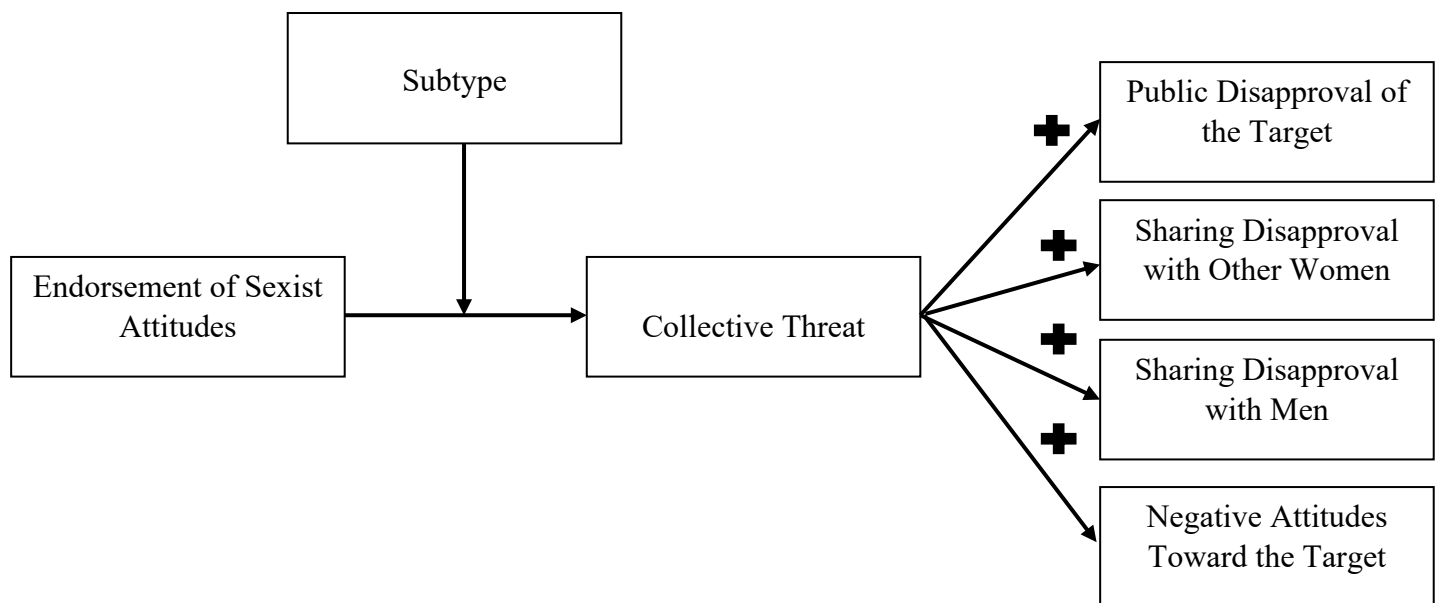 Subtype
Public Disapproval of
the Target
Sharing Disapproval
with Other Women
Endorsement of Sexist
Attitudes
Collective Threat
Sharing Disapproval
with Men
Negative Attitudes
Toward the Target